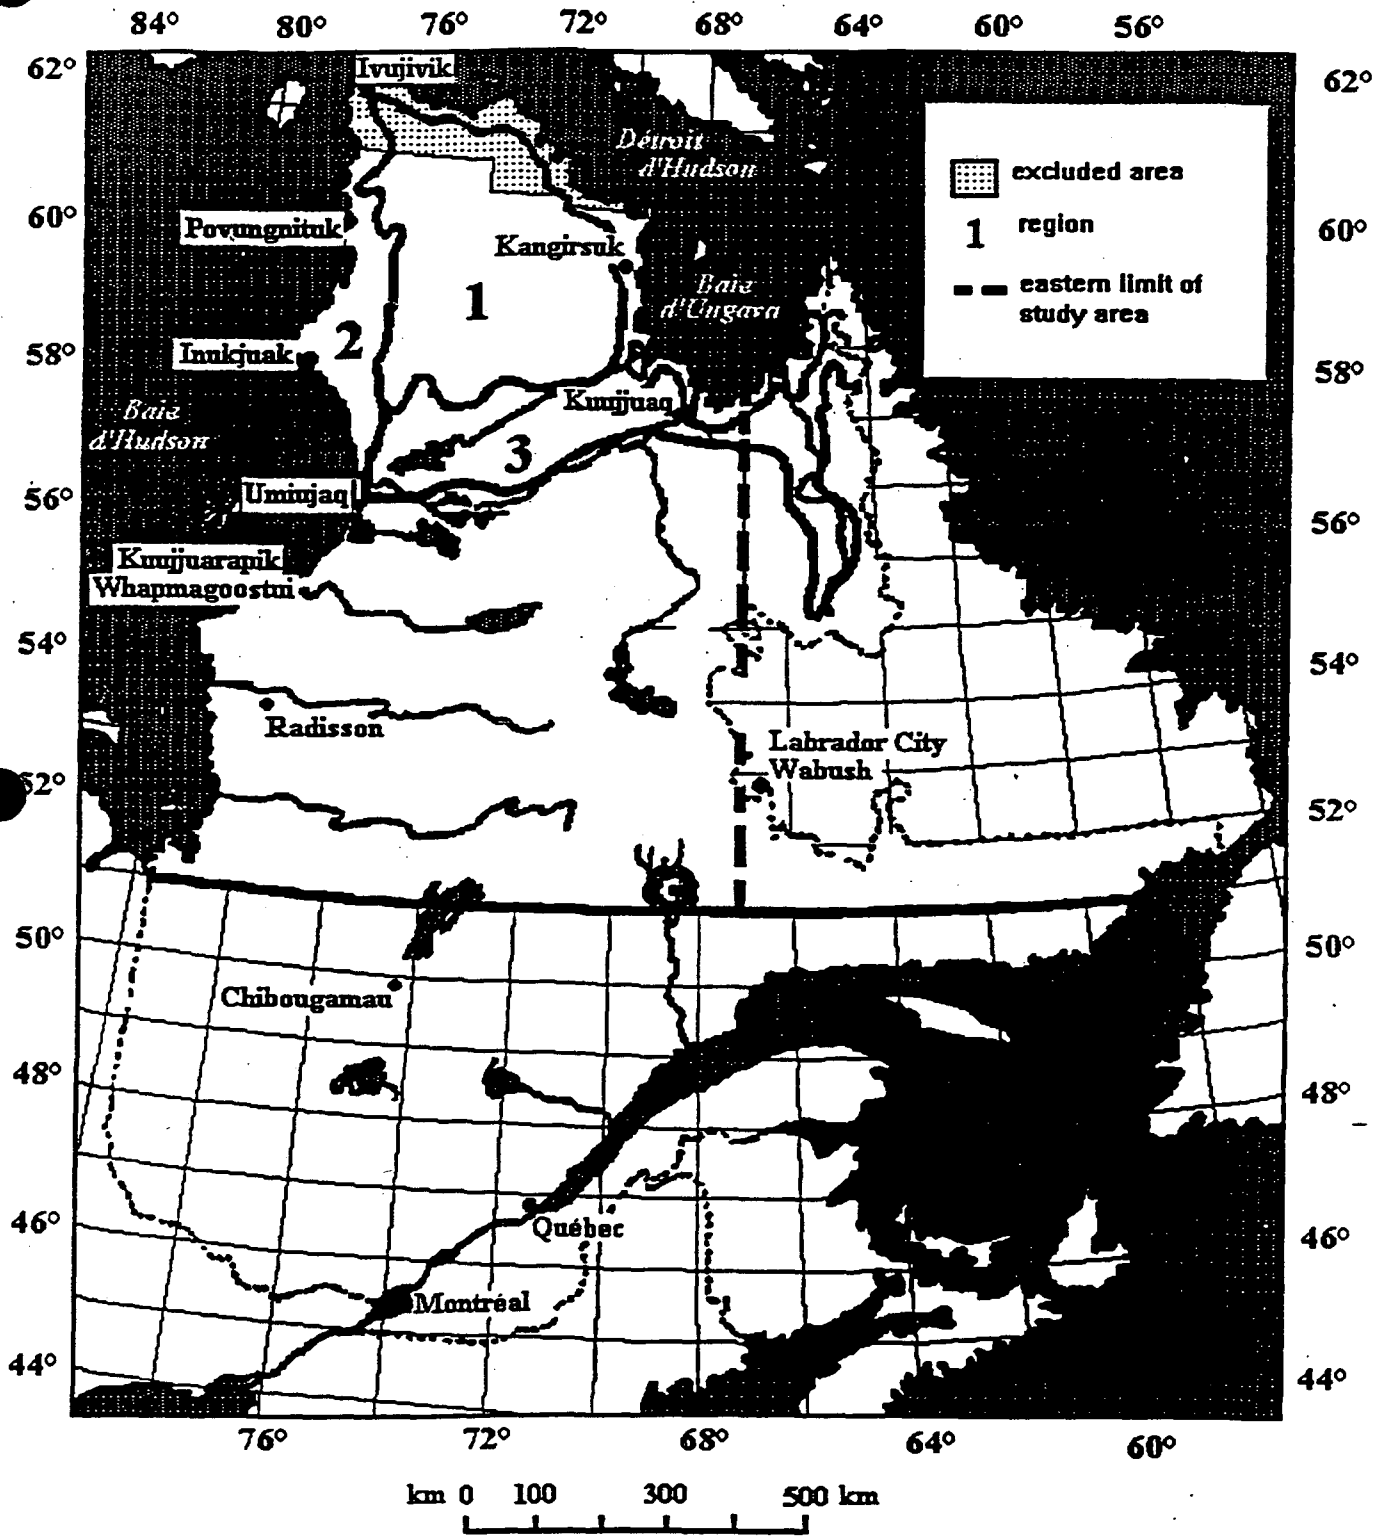 84° 80° 76° 72° 68° 64° 60° 56°
62° 62°
Ivujivik
Détroit
d'Hudson
excluded area
1 region
eastern limit of
study area
60° 60°
Povungnituk
Kangirsuk
Baie
d'Ungava
1
2
Inukjuak
58° 58°
Kuujjuaq
Baie
d'Hudson
3
Umiujaq
56° 56°
Kuujjuarapik
Whapmagoostui
54° 54°
Radisson
Labrador City
Wabush
52° 52°
50° 50°
Chibougamau
48° 48°
Québec
46° 46°
Montréal
44° 44°
76° 72° 68° 64° 60°
km 0 100 300 500 km